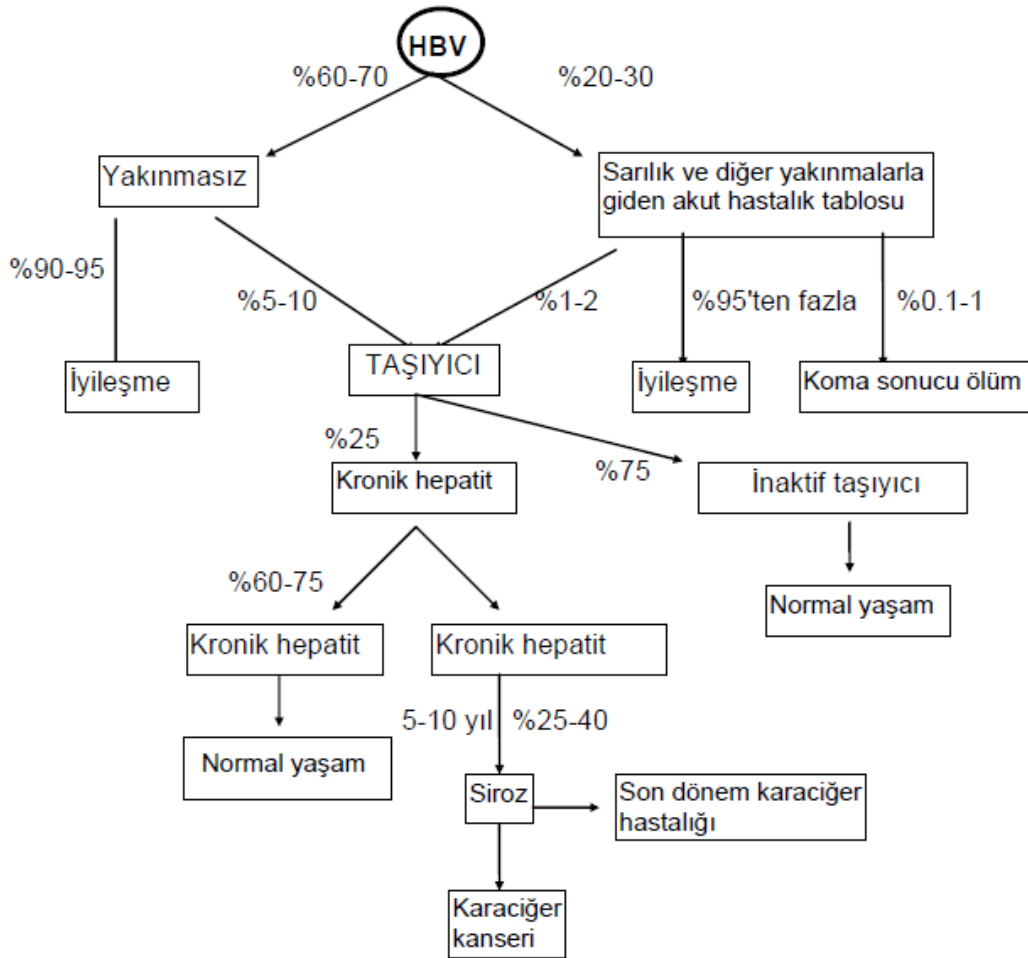 HBV
%60-70
%20-30
Yakınmasız
Sarılık ve diğer yakınmalarla
giden akut hastalık tablosu
%90-95
%5-10
%1-2
%95'ten fazla
%0.1-1
İyileşme
TAŞIYICI
İyileşme
Koma sonucu ölüm
%25
%75
Kronik hepatit
İnaktif taşıyıcı
%60-75
Normal yaşam
Kronik hepatit
Kronik hepatit
5-10 yıl
%25-40
Normal yaşam
Siroz
Son dönem karaciğer
hastalığı
Karaciğer
kanseri